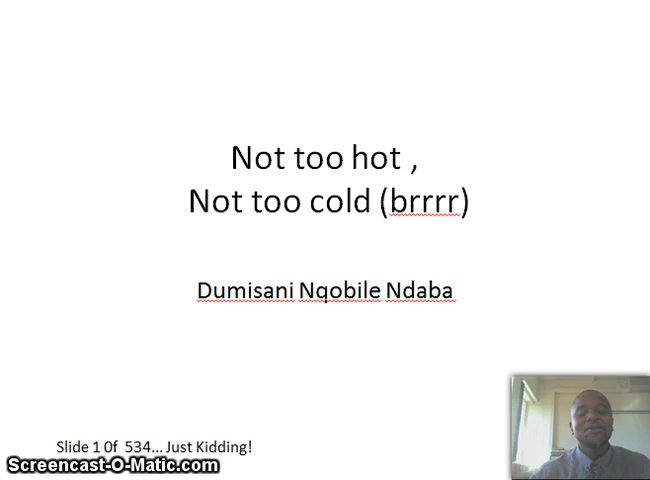 Not too hot ,
Not too cold (brrrr)
Dumisani Nqobile Ndaba
Slide 1 0f 534... Just Kidding!
Screencast-O-Matic.com